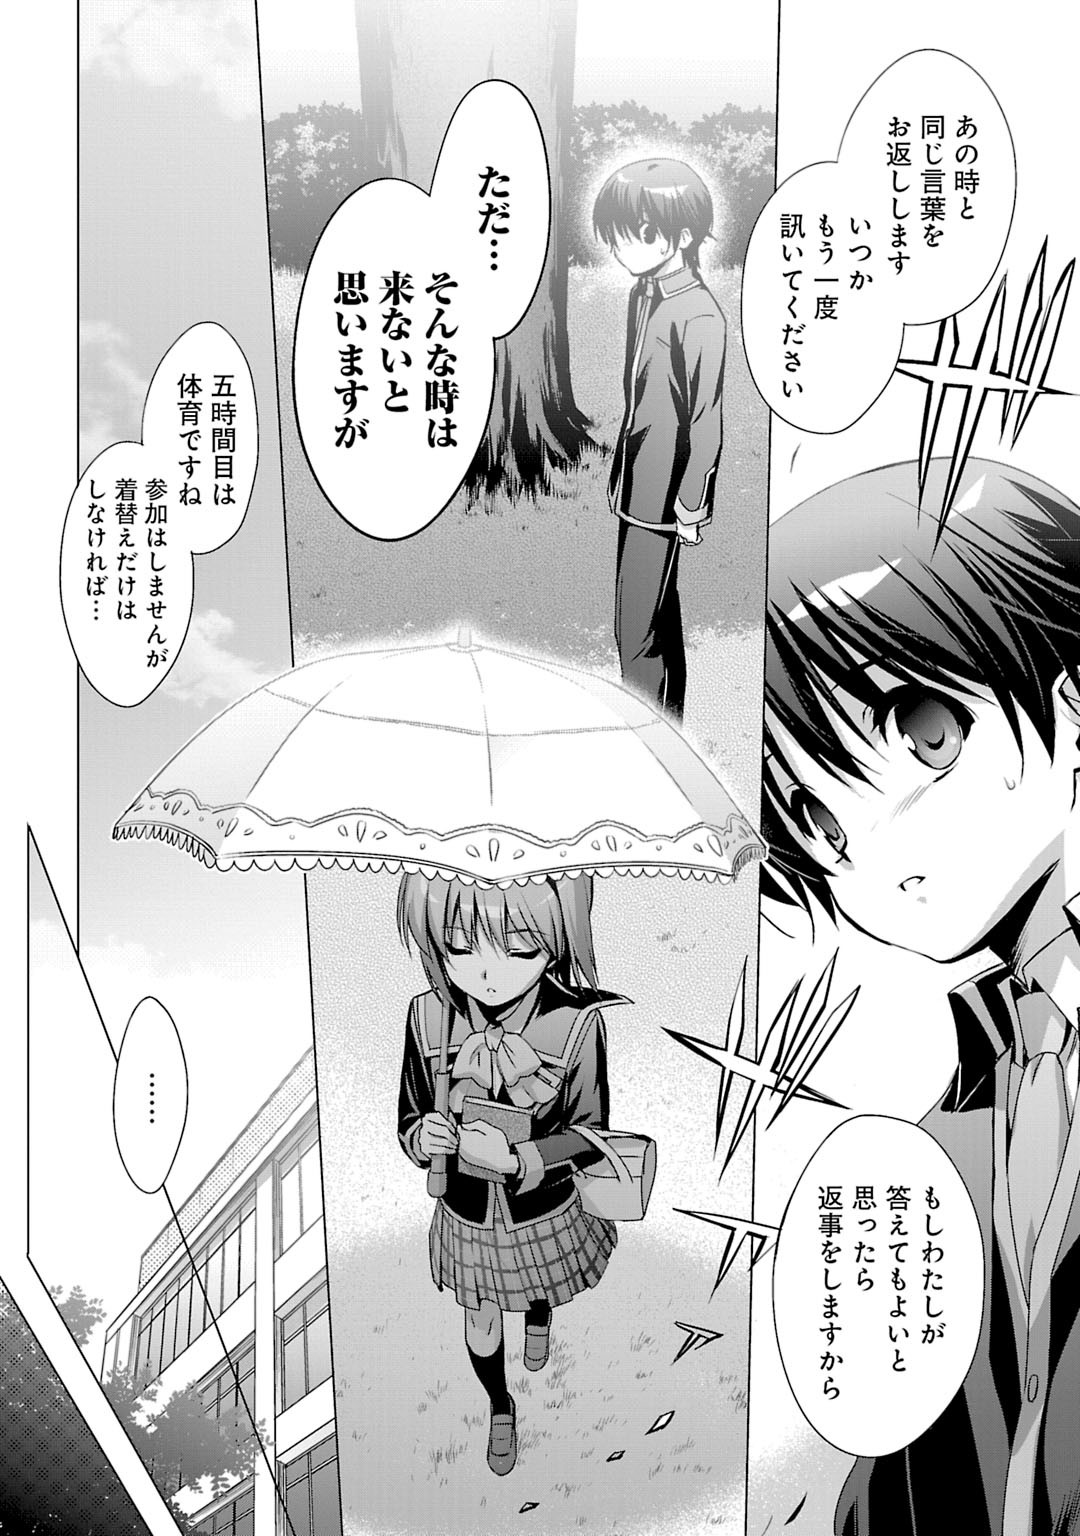 あの時と
同じ言葉を
お返しします
いつか
もう一度
訊いてください
もしわたしが
答えてもよいと
思ったら
返事をしますから
ただ…
そんな時は
来ないと
思いますが
五時間目は
体育ですね
参加はしませんが
着替えだけは
しなければ…
……